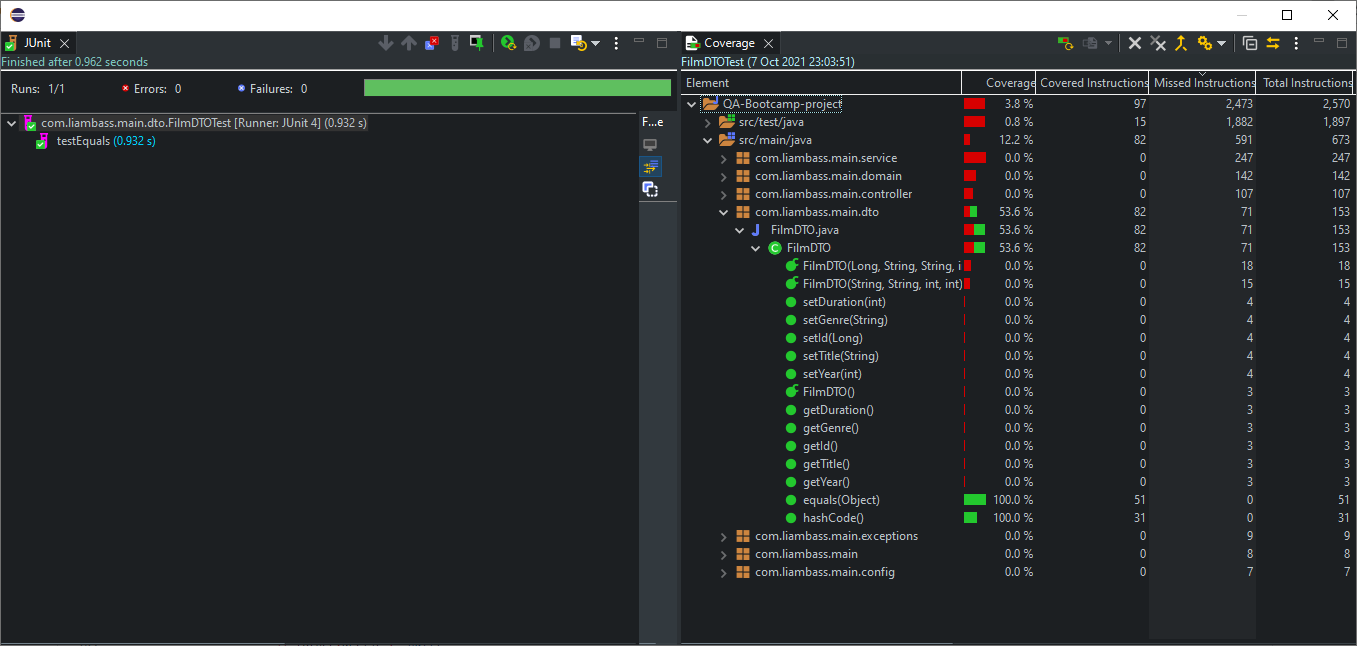 JUnit
Finished after 0.962 seconds
Runs: 1/1 Errors: 0 Failures: 0
com.liambass.main.dto.FilmDTOTest [Runner: JUnit 4] (0.932 s)
testEquals (0.932 s)
F...e
Coverage
FilmDTOTest (7 Oct 2021 23:03:51)
Element Coverage Covered Instructions Missed Instructions Total Instructions
QA-Bootcamp-project 3.8 % 97 2,473 2,570
src/test/java 0.8 % 15 1,882 1,897
src/main/java 12.2 % 82 591 673
com.liambass.main.service 0.0 % 0 247 247
com.liambass.main.domain 0.0 % 0 142 142
com.liambass.main.controller 0.0 % 0 107 107
com.liambass.main.dto 53.6 % 82 71 153
FilmDTO.java 53.6 % 82 71 153
FilmDTO 53.6 % 82 71 153
FilmDTO(Long, String, String, i 0.0 % 0 18 18
FilmDTO(String, String, int, int) 0.0 % 0 15 15
setDuration(int) 0.0 % 0 4 4
setGenre(String) 0.0 % 0 4 4
setId(Long) 0.0 % 0 4 4
setTitle(String) 0.0 % 0 4 4
setYear(int) 0.0 % 0 4 4
FilmDTO() 0.0 % 0 3 3
getDuration() 0.0 % 0 3 3
getGenre() 0.0 % 0 3 3
getId() 0.0 % 0 3 3
getTitle() 0.0 % 0 3 3
getYear() 0.0 % 0 3 3
equals(Object) 100.0 % 51 0 51
hashCode() 100.0 % 31 0 31
com.liambass.main.exceptions 0.0 % 0 9 9
com.liambass.main 0.0 % 0 8 8
com.liambass.main.config 0.0 % 0 7 7